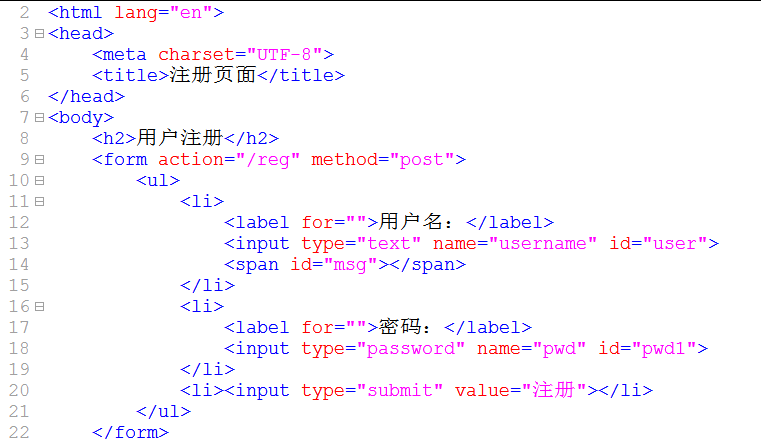 2 <html lang="en">
3 <head>
4     <meta charset="UTF-8">
5     <title>注册页面</title>
6 </head>
7 <body>
8     <h2>用户注册</h2>
9     <form action="/reg" method="post">
10         <ul>
11             <li>
12                 <label for="">用户名：</label>
13                 <input type="text" name="username" id="user">
14                 <span id="msg"></span>
15             </li>
16             <li>
17                 <label for="">密码：</label>
18                 <input type="password" name="pwd" id="pwd1">
19             </li>
20             <li><input type="submit" value="注册"></li>
21         </ul>
22     </form>